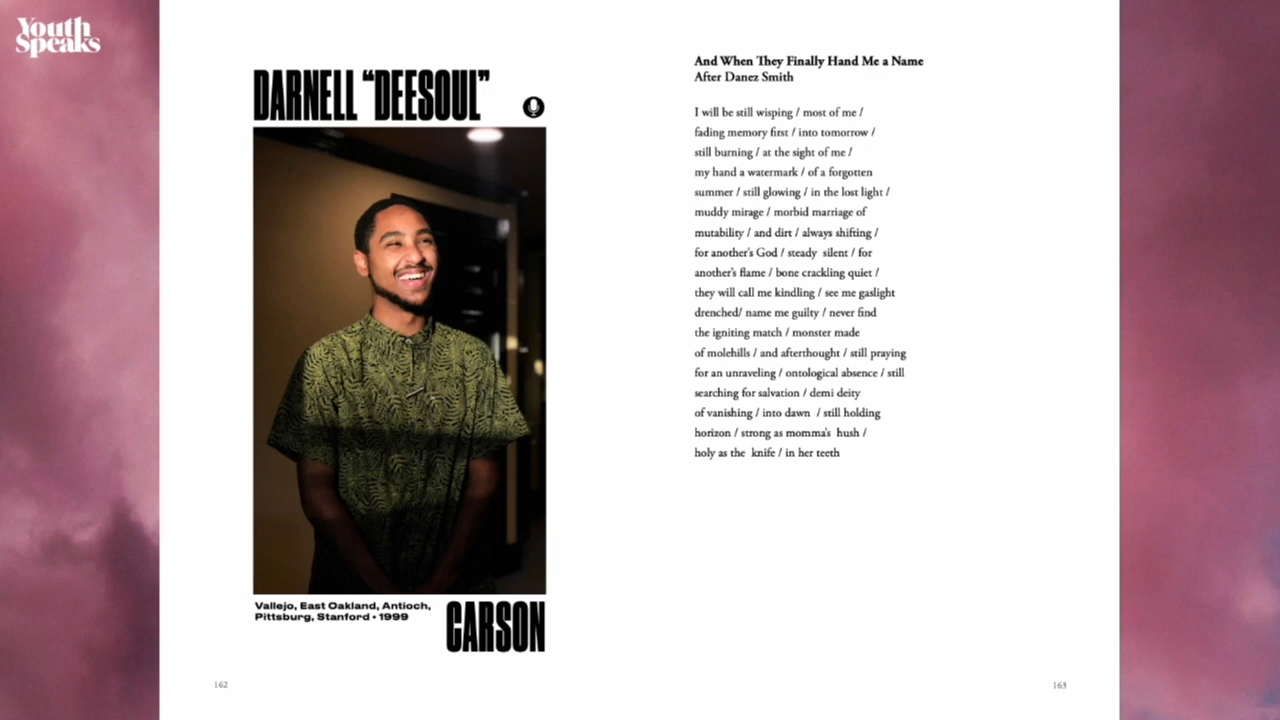 Youth
Speaks
DARNELL “DEESOUL”
CARSON
Vallejo, East Oakland, Antioch,
Pittsburg, Stanford • 1999
162
And When They Finally Hand Me a Name
After Danez Smith
I will be still wisping / most of me /
fading memory first / into tomorrow /
still burning / at the sight of me /
my hand a watermark / of a forgotten
summer / still glowing / in the lost light /
muddy mirage / morbid marriage of
mutability / and dirt / always shifting /
for another’s God / steady  silent / for
another’s flame / bone crackling quiet /
they will call me kindling / see me gaslight
drenched/ name me guilty / never find
the igniting match / monster made
of molehills / and afterthought / still praying
for an unraveling / ontological absence / still
searching for salvation / demi deity
of vanishing / into dawn  / still holding
horizon / strong as momma’s  hush /
holy as the  knife / in her teeth
163